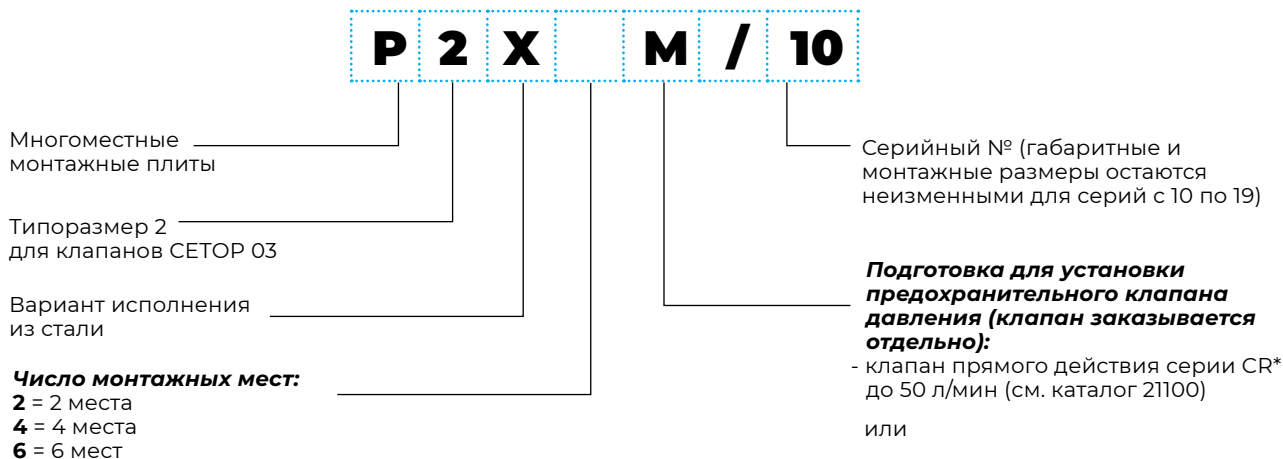 P 2 X M / 10
Многоместные
монтажные плиты
Типоразмер 2
для клапанов CETOP 03
Вариант исполнения
из стали
Число монтажных мест:
2 = 2 места
4 = 4 места
6 = 6 мест
Серийный № (габаритные и
монтажные размеры остаются
неизменными для серий с 10 по 19)
Подготовка для установки
предохранительного клапана
давления (клапан заказывается
отдельно):
- клапан прямого действия серии CR*
до 50 л/мин (см. каталог 21100)
или